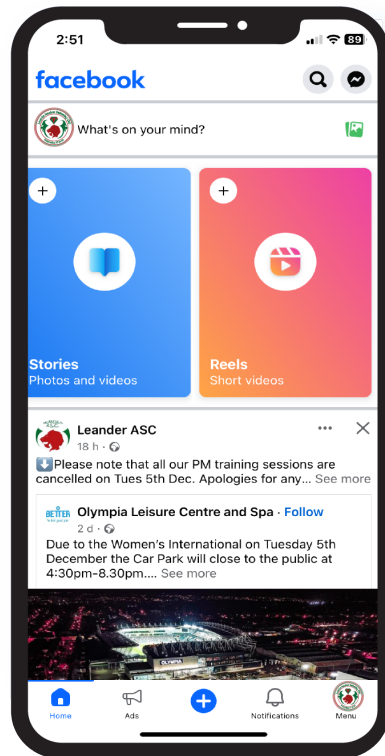 2:51
89
facebook
What's on your mind?
Stories
Photos and videos
Reels
Short videos
Leander ASC
18 h ·
Please note that all our PM training sessions are
cancelled on Tues 5th Dec. Apologies for any... See more
BETTER
Olympia Leisure Centre and Spa · Follow
2 d ·
Due to the Women's International on Tuesday 5th
December the Car Park will close to the public at
4:30pm-8.30pm.... See more
OLYMPIA
Home
Ads
Notifications
Menu